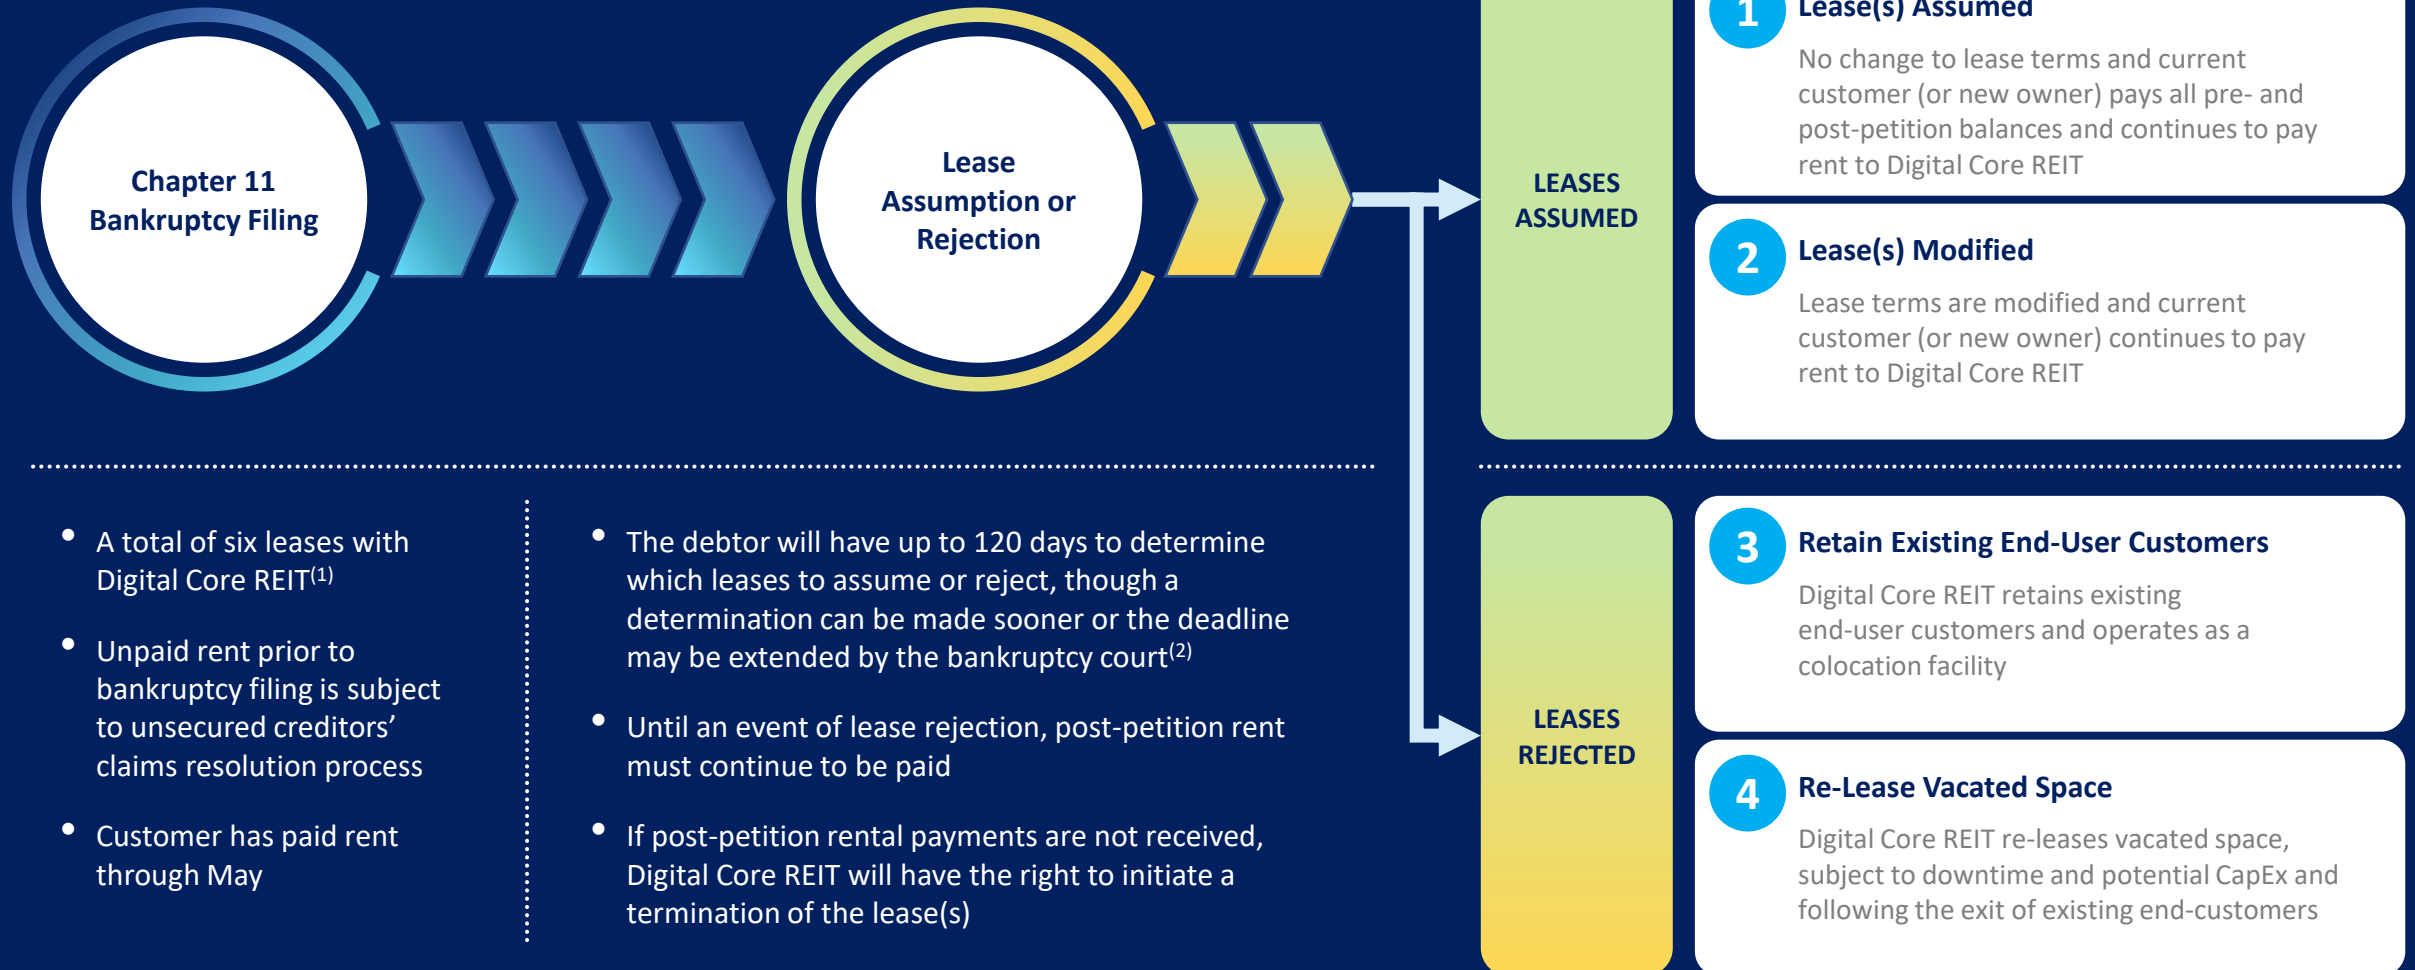 Chapter 11
Bankruptcy Filing
Lease
Assumption or
Rejection
LEASES
ASSUMED
1
Lease(s) Assumed
No change to lease terms and current
customer (or new owner) pays all pre- and
post-petition balances and continues to pay
rent to Digital Core REIT
2
Lease(s) Modified
Lease terms are modified and current
customer (or new owner) continues to pay
rent to Digital Core REIT
• A total of six leases with
Digital Core REIT(1)
• Unpaid rent prior to
bankruptcy filing is subject
to unsecured creditors’
claims resolution process
• Customer has paid rent
through May
• The debtor will have up to 120 days to determine
which leases to assume or reject, though a
determination can be made sooner or the deadline
may be extended by the bankruptcy court(2)
• Until an event of lease rejection, post-petition rent
must continue to be paid
• If post-petition rental payments are not received,
Digital Core REIT will have the right to initiate a
termination of the lease(s)
LEASES
REJECTED
3
Retain Existing End-User Customers
Digital Core REIT retains existing
end-user customers and operates as a
colocation facility
4
Re-Lease Vacated Space
Digital Core REIT re-leases vacated space,
subject to downtime and potential CapEx and
following the exit of existing end-customers